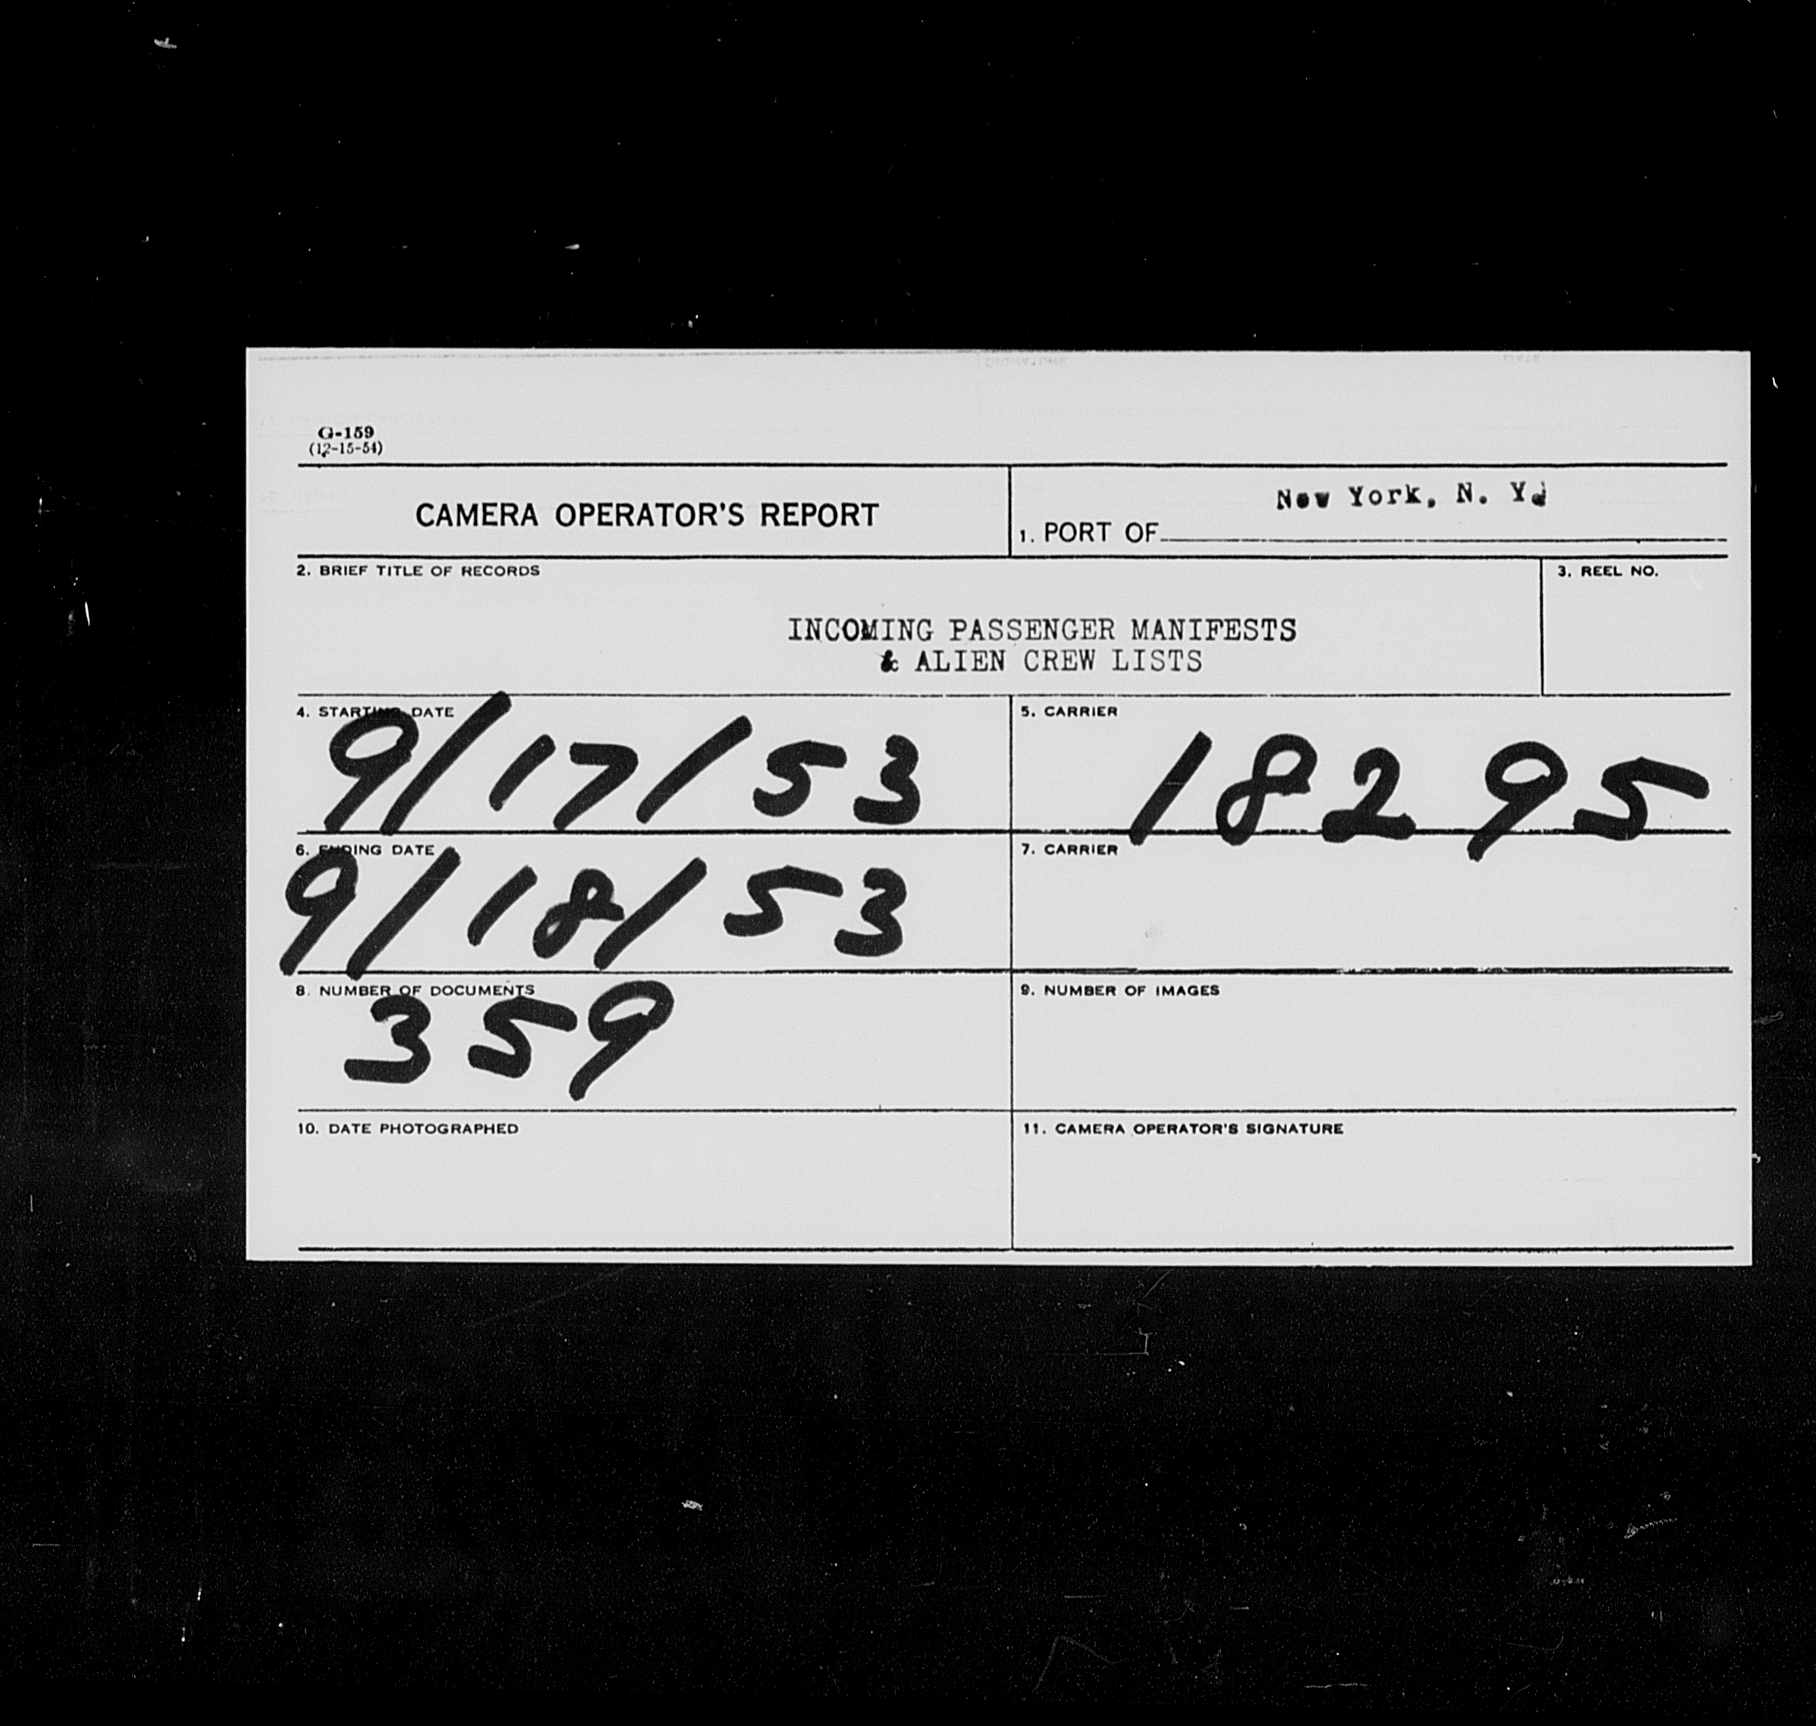 G-159
(12-15-54)
CAMERA OPERATOR'S REPORT
New York, N. Y.
1. PORT OF
2. BRIEF TITLE OF RECORDS
3. REEL NO.
INCOMING PASSENGER MANIFESTS
& ALIEN CREW LISTS
4. STARTING DATE
9/17/53
5. CARRIER
18295
6. ENDING DATE
9/18/53
7. CARRIER
8. NUMBER OF DOCUMENTS
359
9. NUMBER OF IMAGES
10. DATE PHOTOGRAPHED
11. CAMERA OPERATOR'S SIGNATURE